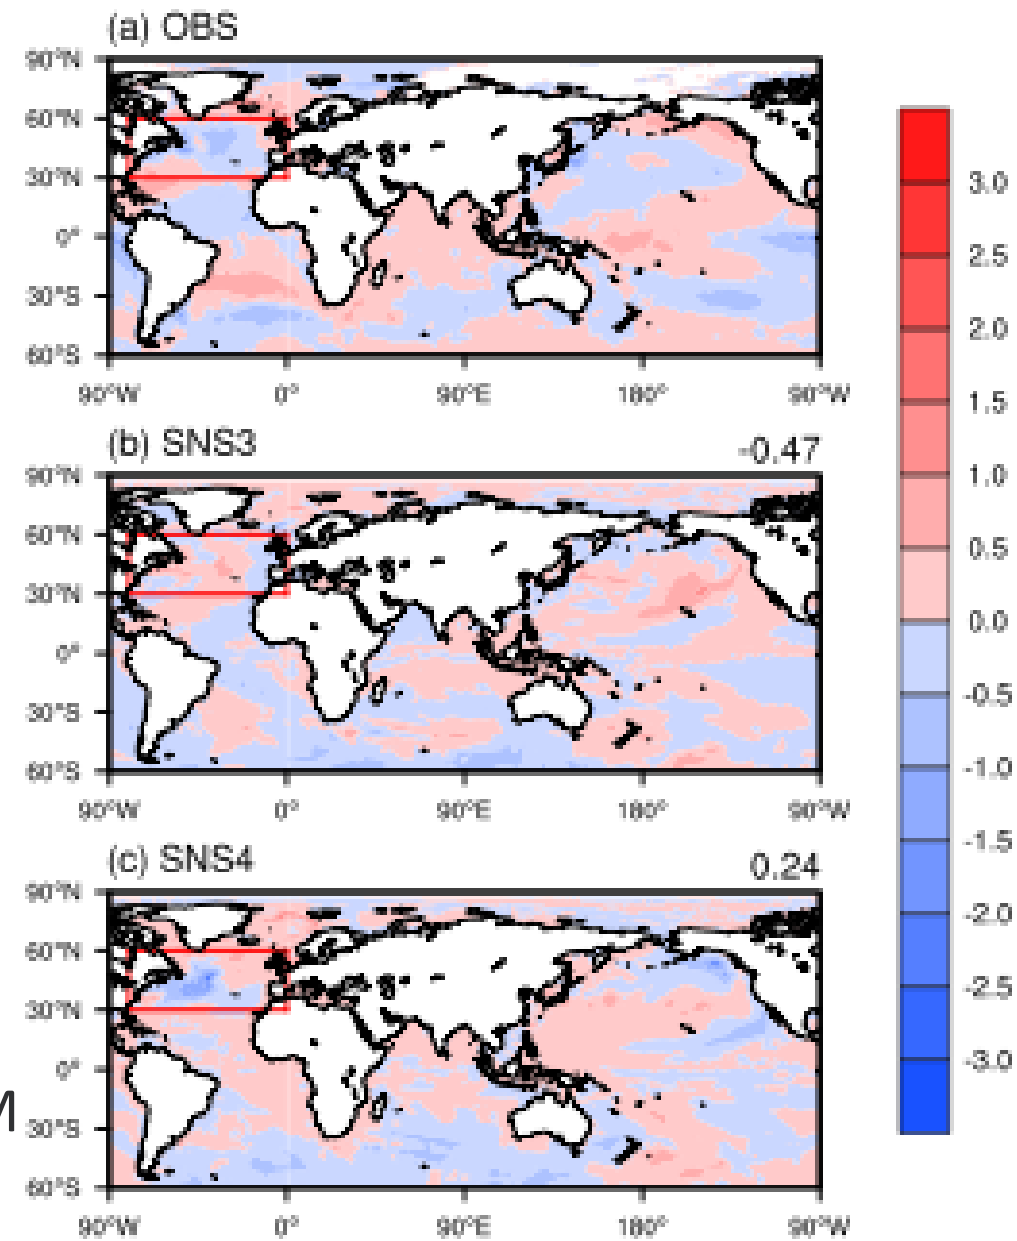 (a) OBS
90°N
60°N
30°N
0°
30°S
60°S
90°W 0° 90°E 180° 90°W
(b) SNS3 -0.47
90°N
60°N
30°N
0°
30°S
60°S
90°W 0° 90°E 180° 90°W
(c) SNS4 0.24
90°N
60°N
30°N
0°
M 30°S
60°S
90°W 0° 90°E 180° 90°W
3.0
2.5
2.0
1.5
1.0
0.5
0.0
-0.5
-1.0
-1.5
-2.0
-2.5
-3.0